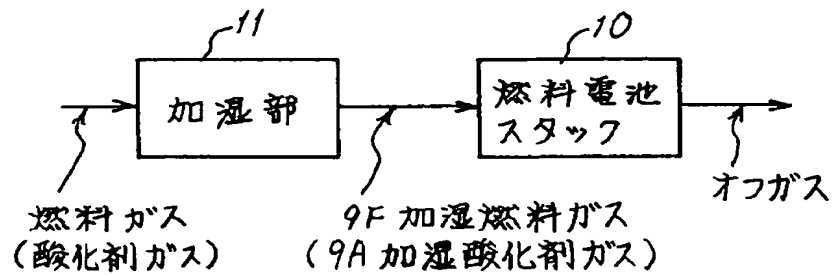 11
10
加湿部
燃料電池
スタック
オフガス
燃料ガス
(酸化剤ガス)
9F 加湿燃料ガス
(9A 加湿酸化剤ガス)